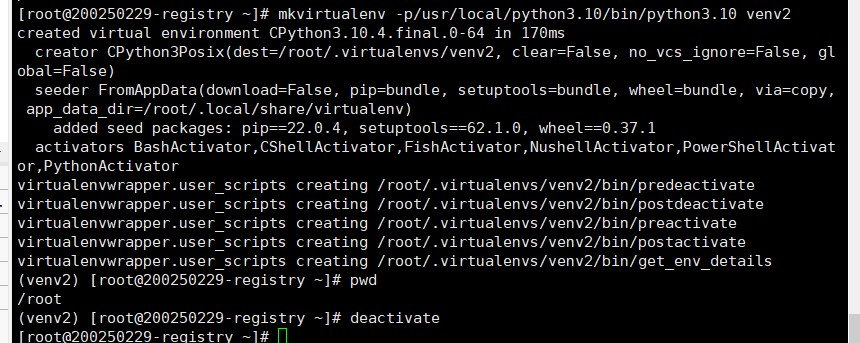 [root@200250229-registry ~]# mkvirtualenv -p/usr/local/python3.10/bin/python3.10 venv2
created virtual environment CPython3.10.4.final.0-64 in 170ms
  creator CPython3Posix(dest=/root/.virtualenvs/venv2, clear=False, no_vcs_ignore=False, gl
obal=False)
  seeder FromAppData(download=False, pip=bundle, setuptools=bundle, wheel=bundle, via=copy,
 app_data_dir=/root/.local/share/virtualenv)
    added seed packages: pip==22.0.4, setuptools==62.1.0, wheel==0.37.1
  activators BashActivator,CShellActivator,FishActivator,NushellActivator,PowerShellActivat
or,PythonActivator
virtualenvwrapper.user_scripts creating /root/.virtualenvs/venv2/bin/predeactivate
virtualenvwrapper.user_scripts creating /root/.virtualenvs/venv2/bin/postdeactivate
virtualenvwrapper.user_scripts creating /root/.virtualenvs/venv2/bin/preactivate
virtualenvwrapper.user_scripts creating /root/.virtualenvs/venv2/bin/postactivate
virtualenvwrapper.user_scripts creating /root/.virtualenvs/venv2/bin/get_env_details
(venv2) [root@200250229-registry ~]# pwd
/root
(venv2) [root@200250229-registry ~]# deactivate
[root@200250229-registry ~]#